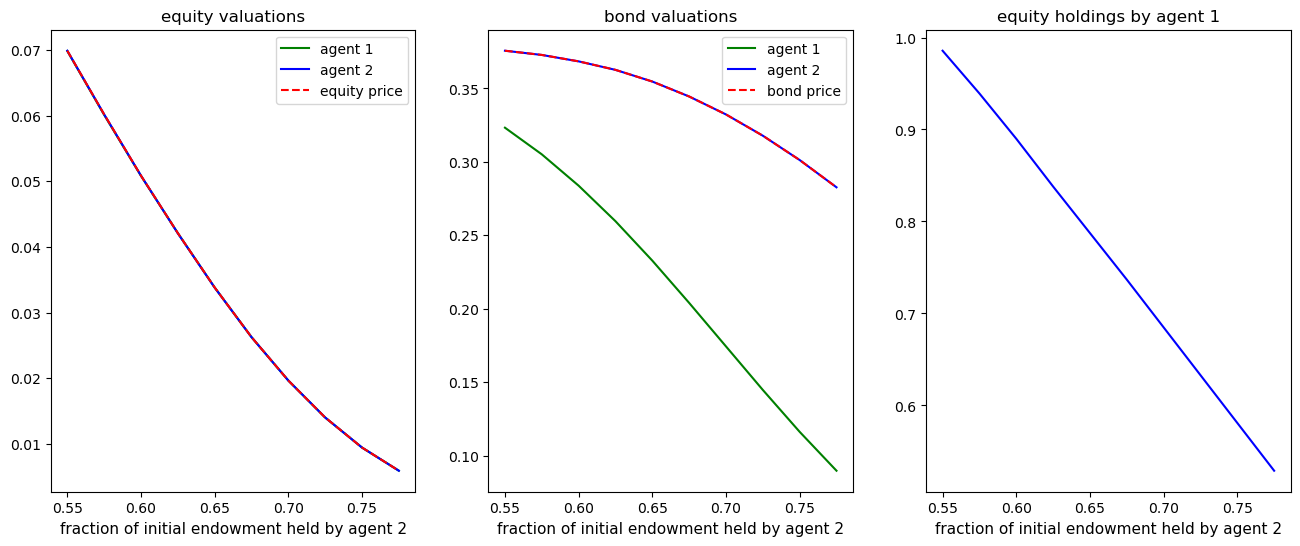 equity valuations
agent 1
agent 2
equity price
0.07
0.06
0.05
0.04
0.03
0.02
0.01
0.55
0.60
0.65
0.70
0.75
fraction of initial endowment held by agent 2
bond valuations
agent 1
agent 2
bond price
0.35
0.30
0.25
0.20
0.15
0.10
0.55
0.60
0.65
0.70
0.75
fraction of initial endowment held by agent 2
equity holdings by agent 1
1.0
0.9
0.8
0.7
0.6
0.55
0.60
0.65
0.70
0.75
fraction of initial endowment held by agent 2